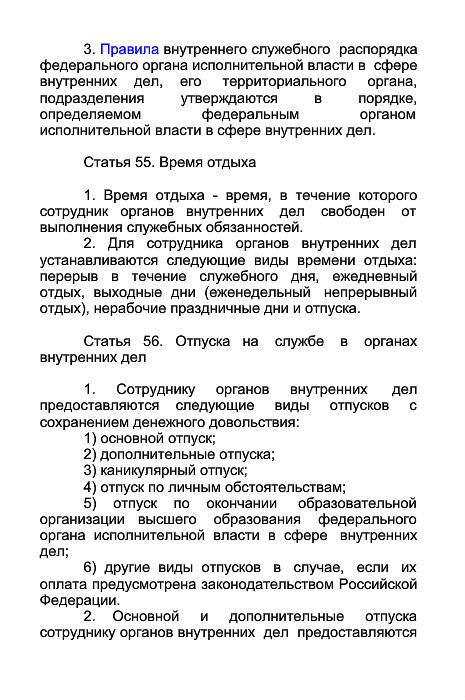 3. Правила внутреннего служебного распорядка
федерального органа исполнительной власти в сфере
внутренних дел, его территориального органа,
подразделения утверждаются в порядке,
определяемом федеральным органом
исполнительной власти в сфере внутренних дел.
Статья 55. Время отдыха
1. Время отдыха - время, в течение которого
сотрудник органов внутренних дел свободен от
выполнения служебных обязанностей.
2. Для сотрудника органов внутренних дел
устанавливаются следующие виды времени отдыха:
перерыв в течение служебного дня, ежедневный
отдых, выходные дни (еженедельный непрерывный
отдых), нерабочие праздничные дни и отпуска.
Статья 56. Отпуска на службе в органах
внутренних дел
1. Сотруднику органов внутренних дел
предоставляются следующие виды отпусков с
сохранением денежного довольствия:
1) основной отпуск;
2) дополнительные отпуска;
3) каникулярный отпуск;
4) отпуск по личным обстоятельствам;
5) отпуск по окончании образовательной
организации высшего образования федерального
органа исполнительной власти в сфере внутренних
дел;
6) другие виды отпусков в случае, если их
оплата предусмотрена законодательством Российской
Федерации.
2. Основной и дополнительные отпуска
сотруднику органов внутренних дел предоставляются